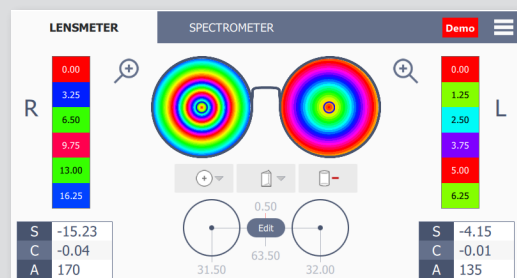 LENSMETER SPECTROMETER Demo
R L
0.00 0.00
3.25 1.25
6.50 2.50
9.75 3.75
13.00 5.00
16.25 6.25
0.50
Edit
63.50
31.50 32.00
S -15.23 S -4.15
C -0.04 C -0.01
A 170 A 135